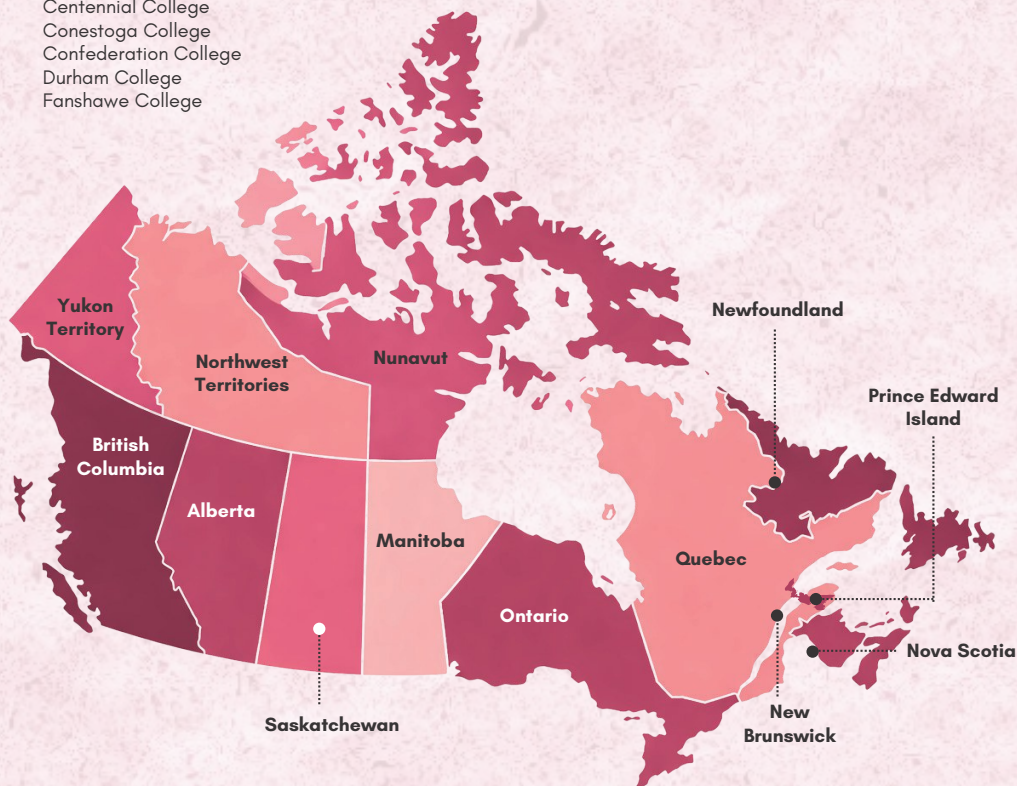 Centennial College
Conestoga College
Confederation College
Durham College
Fanshawe College
Newfoundland
Yukon
Territory
Northwest
Territories
Nunavut
Prince Edward
Island
British
Columbia
Alberta
Manitoba
Quebec
Ontario
Nova Scotia
Saskatchewan
New
Brunswick